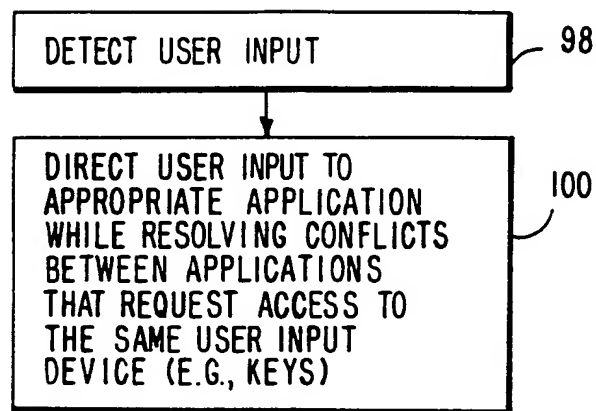 DETECT USER INPUT
98
DIRECT USER INPUT TO
APPROPRIATE APPLICATION
WHILE RESOLVING CONFLICTS
BETWEEN APPLICATIONS
THAT REQUEST ACCESS TO
THE SAME USER INPUT
DEVICE (E.G., KEYS)
100